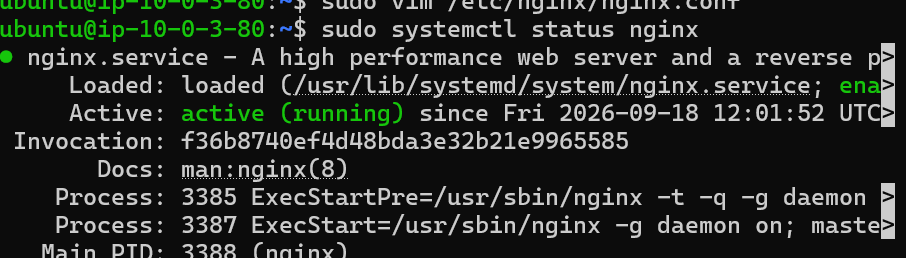 ubuntu@ip-10-0-3-80:~$ sudo vim /etc/nginx/nginx.conf
ubuntu@ip-10-0-3-80:~$ sudo systemctl status nginx
● nginx.service - A high performance web server and a reverse p>
     Loaded: loaded (/usr/lib/systemd/system/nginx.service; ena>
     Active: active (running) since Fri 2026-09-18 12:01:52 UTC>
 Invocation: f36b8740ef4d48bda3e32b21e9965585
       Docs: man:nginx(8)
    Process: 3385 ExecStartPre=/usr/sbin/nginx -t -q -g daemon >
    Process: 3387 ExecStart=/usr/sbin/nginx -g daemon on; maste>
   Main PID: 3388 (nginx)